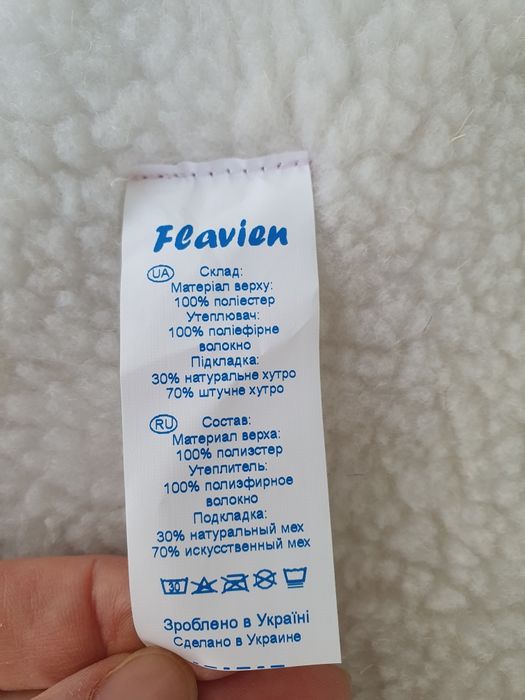 Flavien
UA Склад:
Матеріал верху:
100% поліестер
Утеплювач:
100% поліефірне
волокно
Підкладка:
30% натуральне хутро
70% штучне хутро
RU Состав:
Материал верха:
100% полиэстер
Утеплитель:
100% полиэфирное
волокно
Подкладка:
30% натуральный мех
70% искусственный мех
30
Зроблено в Україні
Сделано в Украине